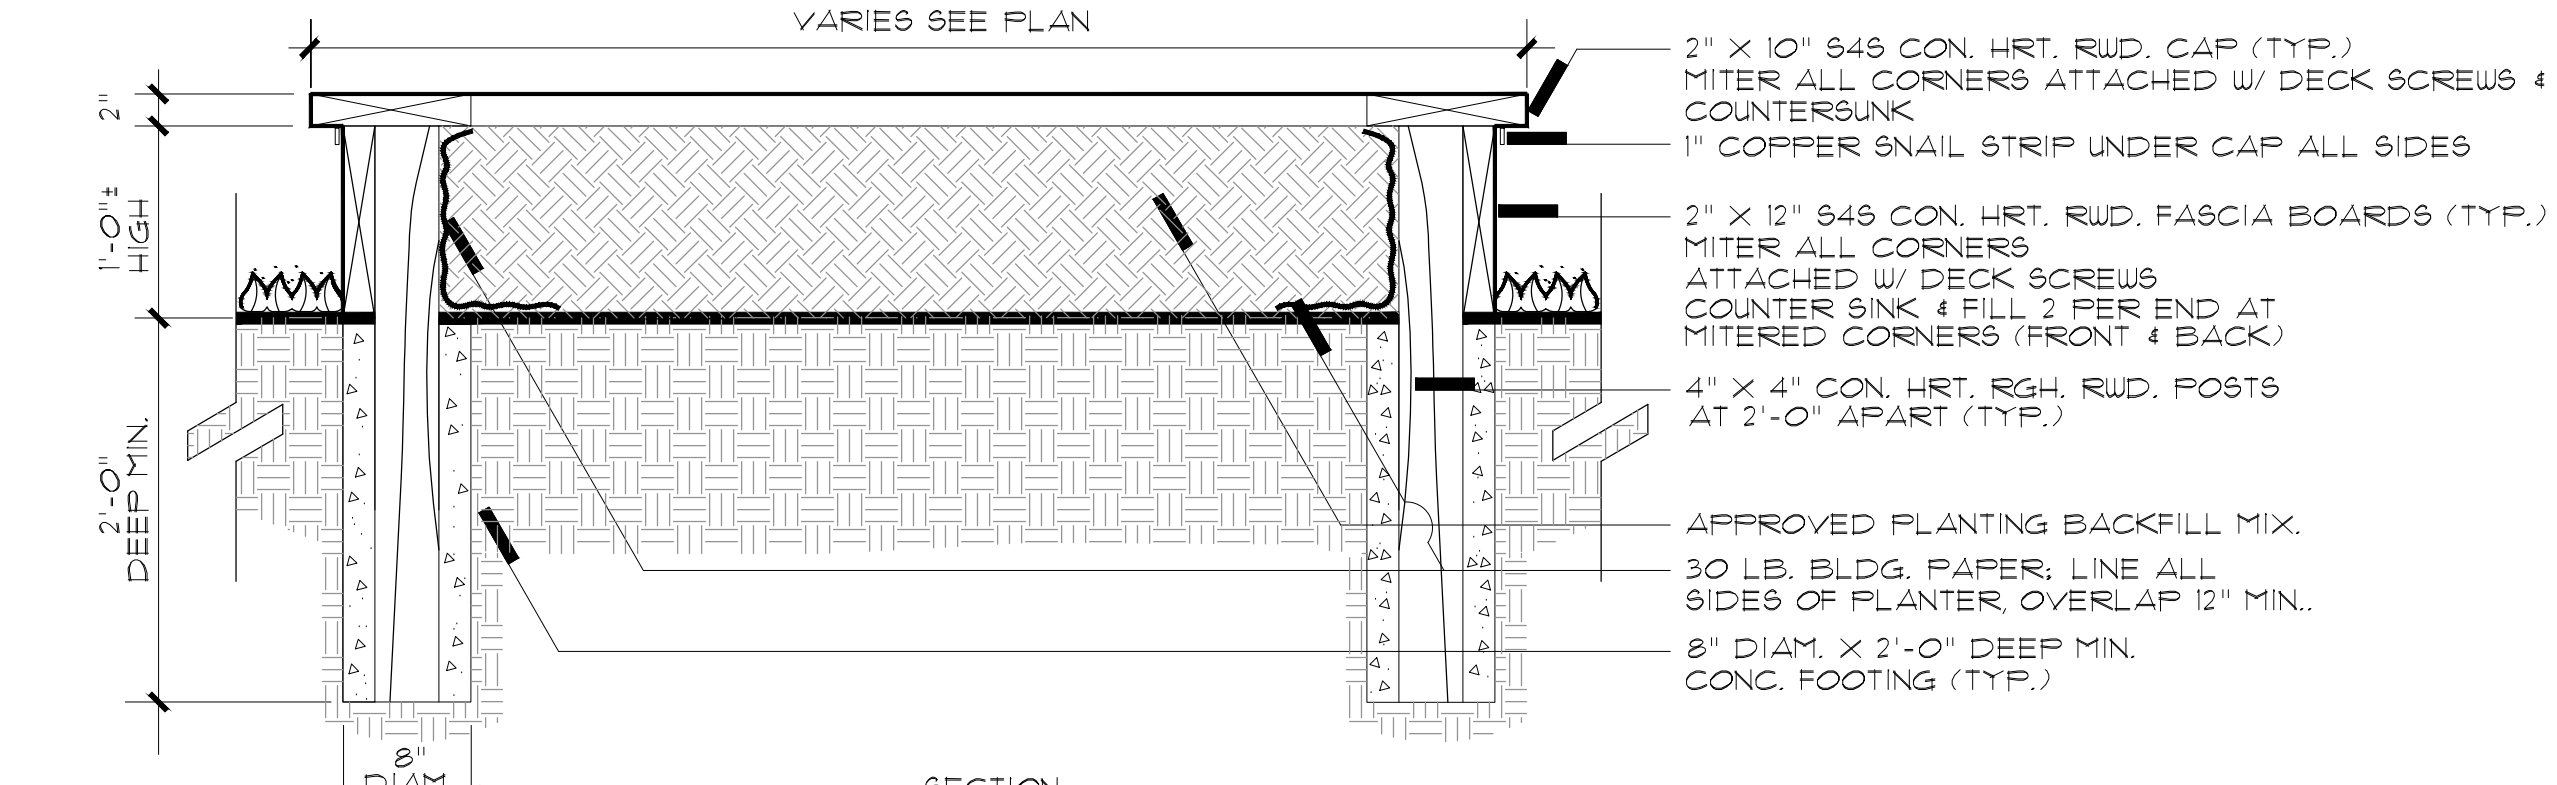 VARIES SEE PLAN
2" X 10" S4S CON. HRT. RWD. CAP (TYP.)
MITER ALL CORNERS ATTACHED W/ DECK SCREWS &
COUNTERSUNK
1" COPPER SNAIL STRIP UNDER CAP ALL SIDES
2" X 12" S4S CON. HRT. RWD. FASCIA BOARDS (TYP.)
MITER ALL CORNERS
ATTACHED W/ DECK SCREWS
COUNTER SINK & FILL 2 PER END AT
MITERED CORNERS (FRONT & BACK)
4" X 4" CON. HRT. RGH. RWD. POSTS
AT 2'-0" APART (TYP.)
APPROVED PLANTING BACKFILL MIX.
30 LB. BLDG. PAPER; LINE ALL
SIDES OF PLANTER, OVERLAP 12" MIN..
8" DIAM. X 2'-0" DEEP MIN.
CONC. FOOTING (TYP.)
2"
1'-0"±
HIGH
2'-0"
DEEP MIN.
8"
DIAM.
SECTION